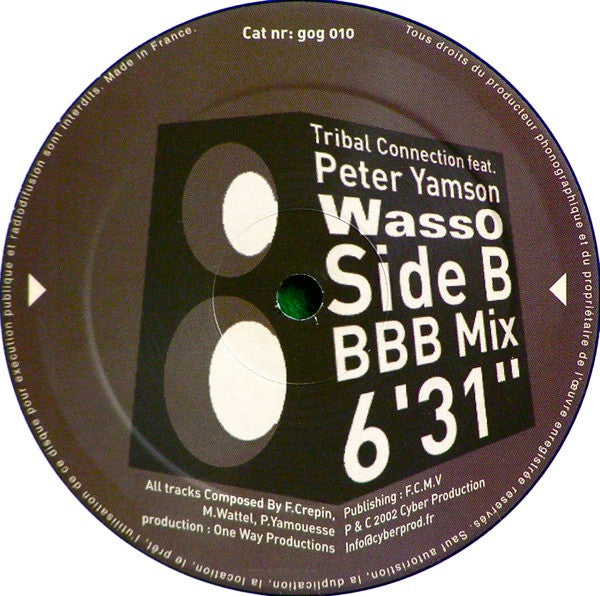 Cat nr: gog 010
Tribal Connection feat.
Peter Yamson
WassO
Side B
BBB Mix
6'31"
All tracks Composed By F.Crepin,
M.Wattel, P.Yamouesse
production : One Way Productions
Publishing : F.C.M.V
P & C 2002 Cyber Production
Info@cyberprod.fr
Tous droits du producteur phonographique et du propriétaire de l'œuvre enregistrée réservés. Sauf autorisation, la duplication, la location, le prêt, l'utilisation de ce disque pour exécution publique et radiodifusion sont interdits. Made in France.